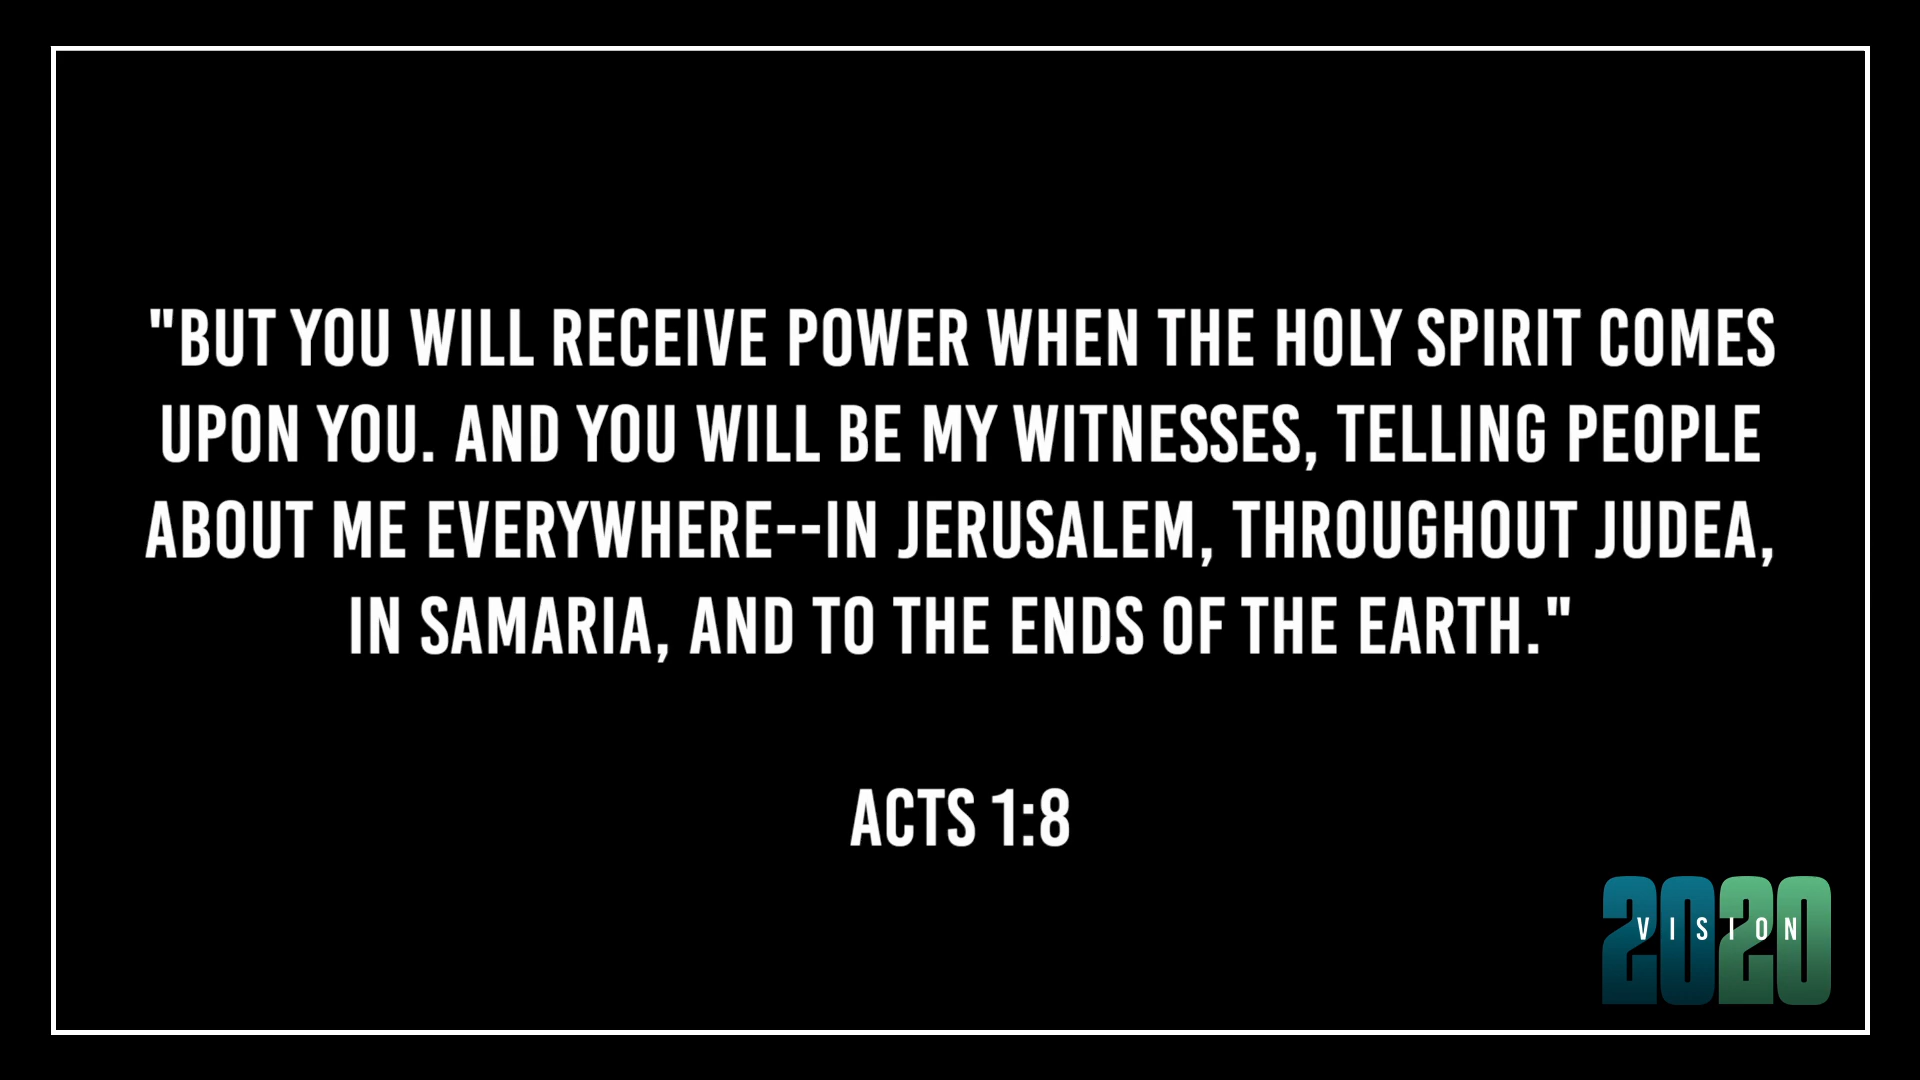 "BUT YOU WILL RECEIVE POWER WHEN THE HOLY SPIRIT COMES
UPON YOU. AND YOU WILL BE MY WITNESSES, TELLING PEOPLE
ABOUT ME EVERYWHERE--IN JERUSALEM, THROUGHOUT JUDEA,
IN SAMARIA, AND TO THE ENDS OF THE EARTH."
ACTS 1:8
2020
VISION